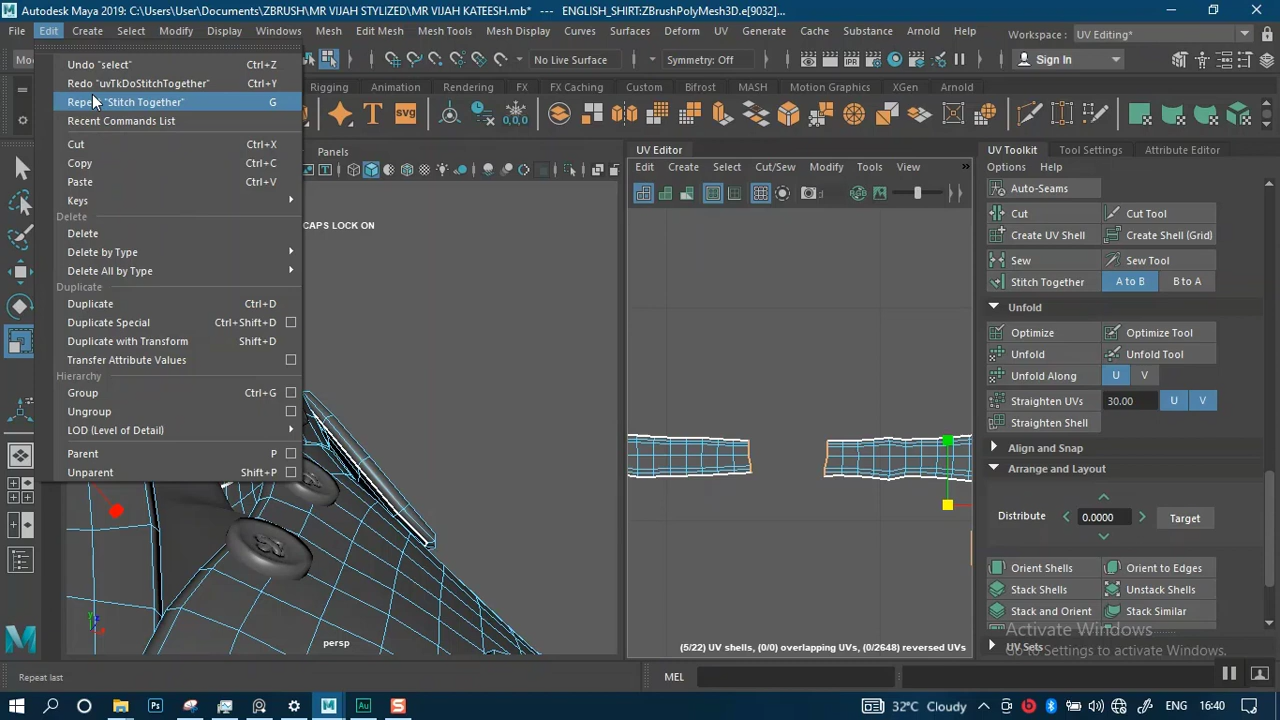 Autodesk Maya 2019: C:\Users\User\Documents\ZBRUSH\MR VIJAH STYLIZED\MR VIJAH KATEESH.mb* --- ENGLISH_SHIRT:ZBrushPolyMesh3D.e[9032]...
File Edit Create Select Modify Display Windows Mesh Edit Mesh Mesh Tools Mesh Display Curves Surfaces Deform UV Generate Cache Substance Arnold Help Workspace : UV Editing*
No Live Surface Symmetry: Off Sign In
Rigging Animation Rendering FX FX Caching Custom Bifrost MASH Motion Graphics XGen Arnold
Undo "select" Ctrl+Z
Redo "uvTkDoStitchTogether" Ctrl+Y
"Stitch Together" G
Recent Commands List
Cut Ctrl+X
Copy Ctrl+C
Paste Ctrl+V
Keys
Delete
Delete
Delete by Type
Delete All by Type
Duplicate
Duplicate Ctrl+D
Duplicate Special Ctrl+Shift+D
Duplicate with Transform Shift+D
Transfer Attribute Values
Hierarchy
Group Ctrl+G
Ungroup
LOD (Level of Detail)
Parent P
Unparent Shift+P
Panels
SVG
0,0,0
CAPS LOCK ON
persp
UV Editor
Edit Create Select Cut/Sew Modify Tools View »
(5/22) UV shells, (0/0) overlapping UVs, (0/2648) reversed UVs
UV Toolkit Tool Settings Attribute Editor
Options Help
Auto-Seams
Cut Cut Tool
Create UV Shell Create Shell (Grid)
Sew Sew Tool
Stitch Together A to B B to A
Unfold
Optimize Optimize Tool
Unfold Unfold Tool
Unfold Along U V
Straighten UVs 30.00 U V
Straighten Shell
Align and Snap
Arrange and Layout
Distribute 0.0000 Target
Orient Shells Orient to Edges
Stack Shells Unstack Shells
Stack and Orient Stack Similar
UV Sets
Activate Windows
Go to Settings to activate Windows.
Repeat last MEL
32°C Cloudy ENG 16:40